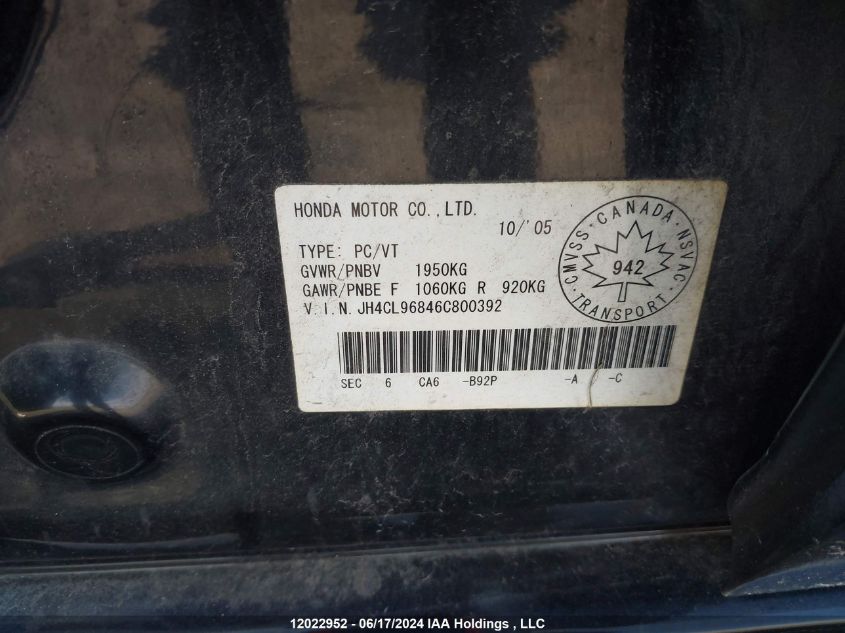 HONDA MOTOR CO.,LTD.
10/'05
TYPE: PC/VT
GVWR/PNBV 1950KG
GAWR/PNBE F 1060KG R 920KG
V.I.N. JH4CL96846C800392
SEC 6 CA6 -B92P -A -C
CMVSS · CANADA · NSVAC
942
TRANSPORT
12022952 - 06/17/2024 IAA Holdings , LLC